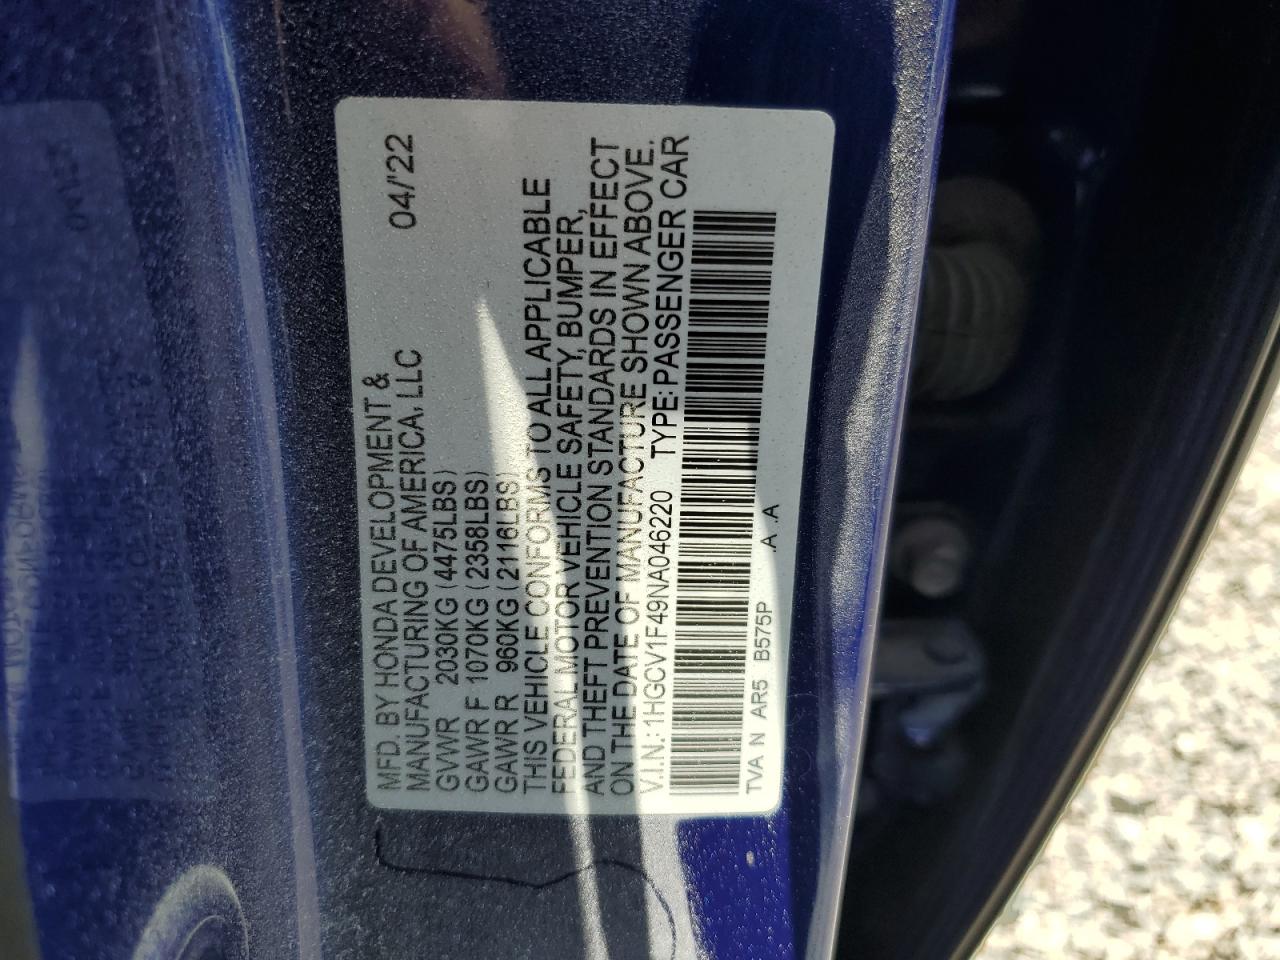 MFD. BY HONDA DEVELOPMENT &
MANUFACTURING OF AMERICA, LLC 04/'22
GVWR 2030KG (4475LBS)
GAWR F 1070KG (2358LBS)
GAWR R 960KG (2116LBS)
THIS VEHICLE CONFORMS TO ALL APPLICABLE
FEDERAL MOTOR VEHICLE SAFETY, BUMPER,
AND THEFT PREVENTION STANDARDS IN EFFECT
ON THE DATE OF MANUFACTURE SHOWN ABOVE.
V.I.N.: 1HGCV1F49NA046220 TYPE: PASSENGER CAR
TVA N AR5 B575P .A .A